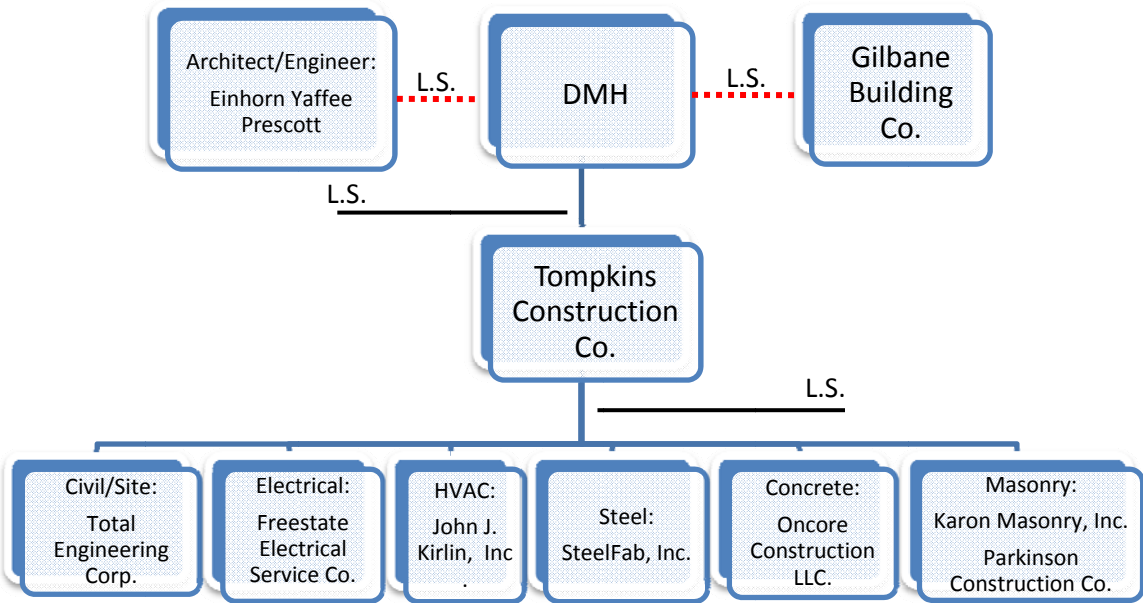 Architect/Engineer:
Einhorn Yaffee
Prescott
L.S.
DMH
L.S.
Gilbane
Building
Co.
L.S.
Tompkins
Construction
Co.
L.S.
Civil/Site:
Total
Engineering
Corp.
Electrical:
Freestate
Electrical
Service Co.
HVAC:
John J.
Kirlin, Inc
.
Steel:
SteelFab, Inc.
Concrete:
Oncore
Construction
LLC.
Masonry:
Karon Masonry, Inc.
Parkinson
Construction Co.